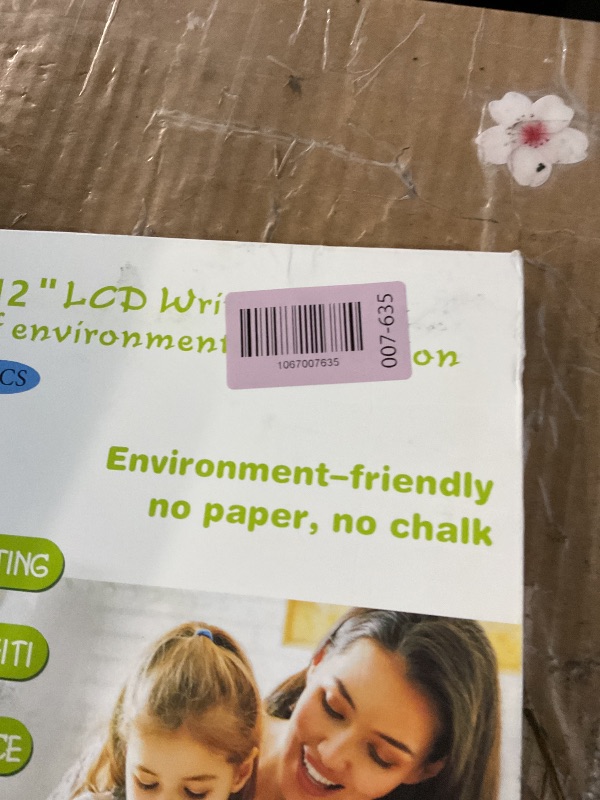 12" LCD Wri
environment
on
1067007635
007-635
CS
Environment-friendly
no paper, no chalk
TING
ITI
CE